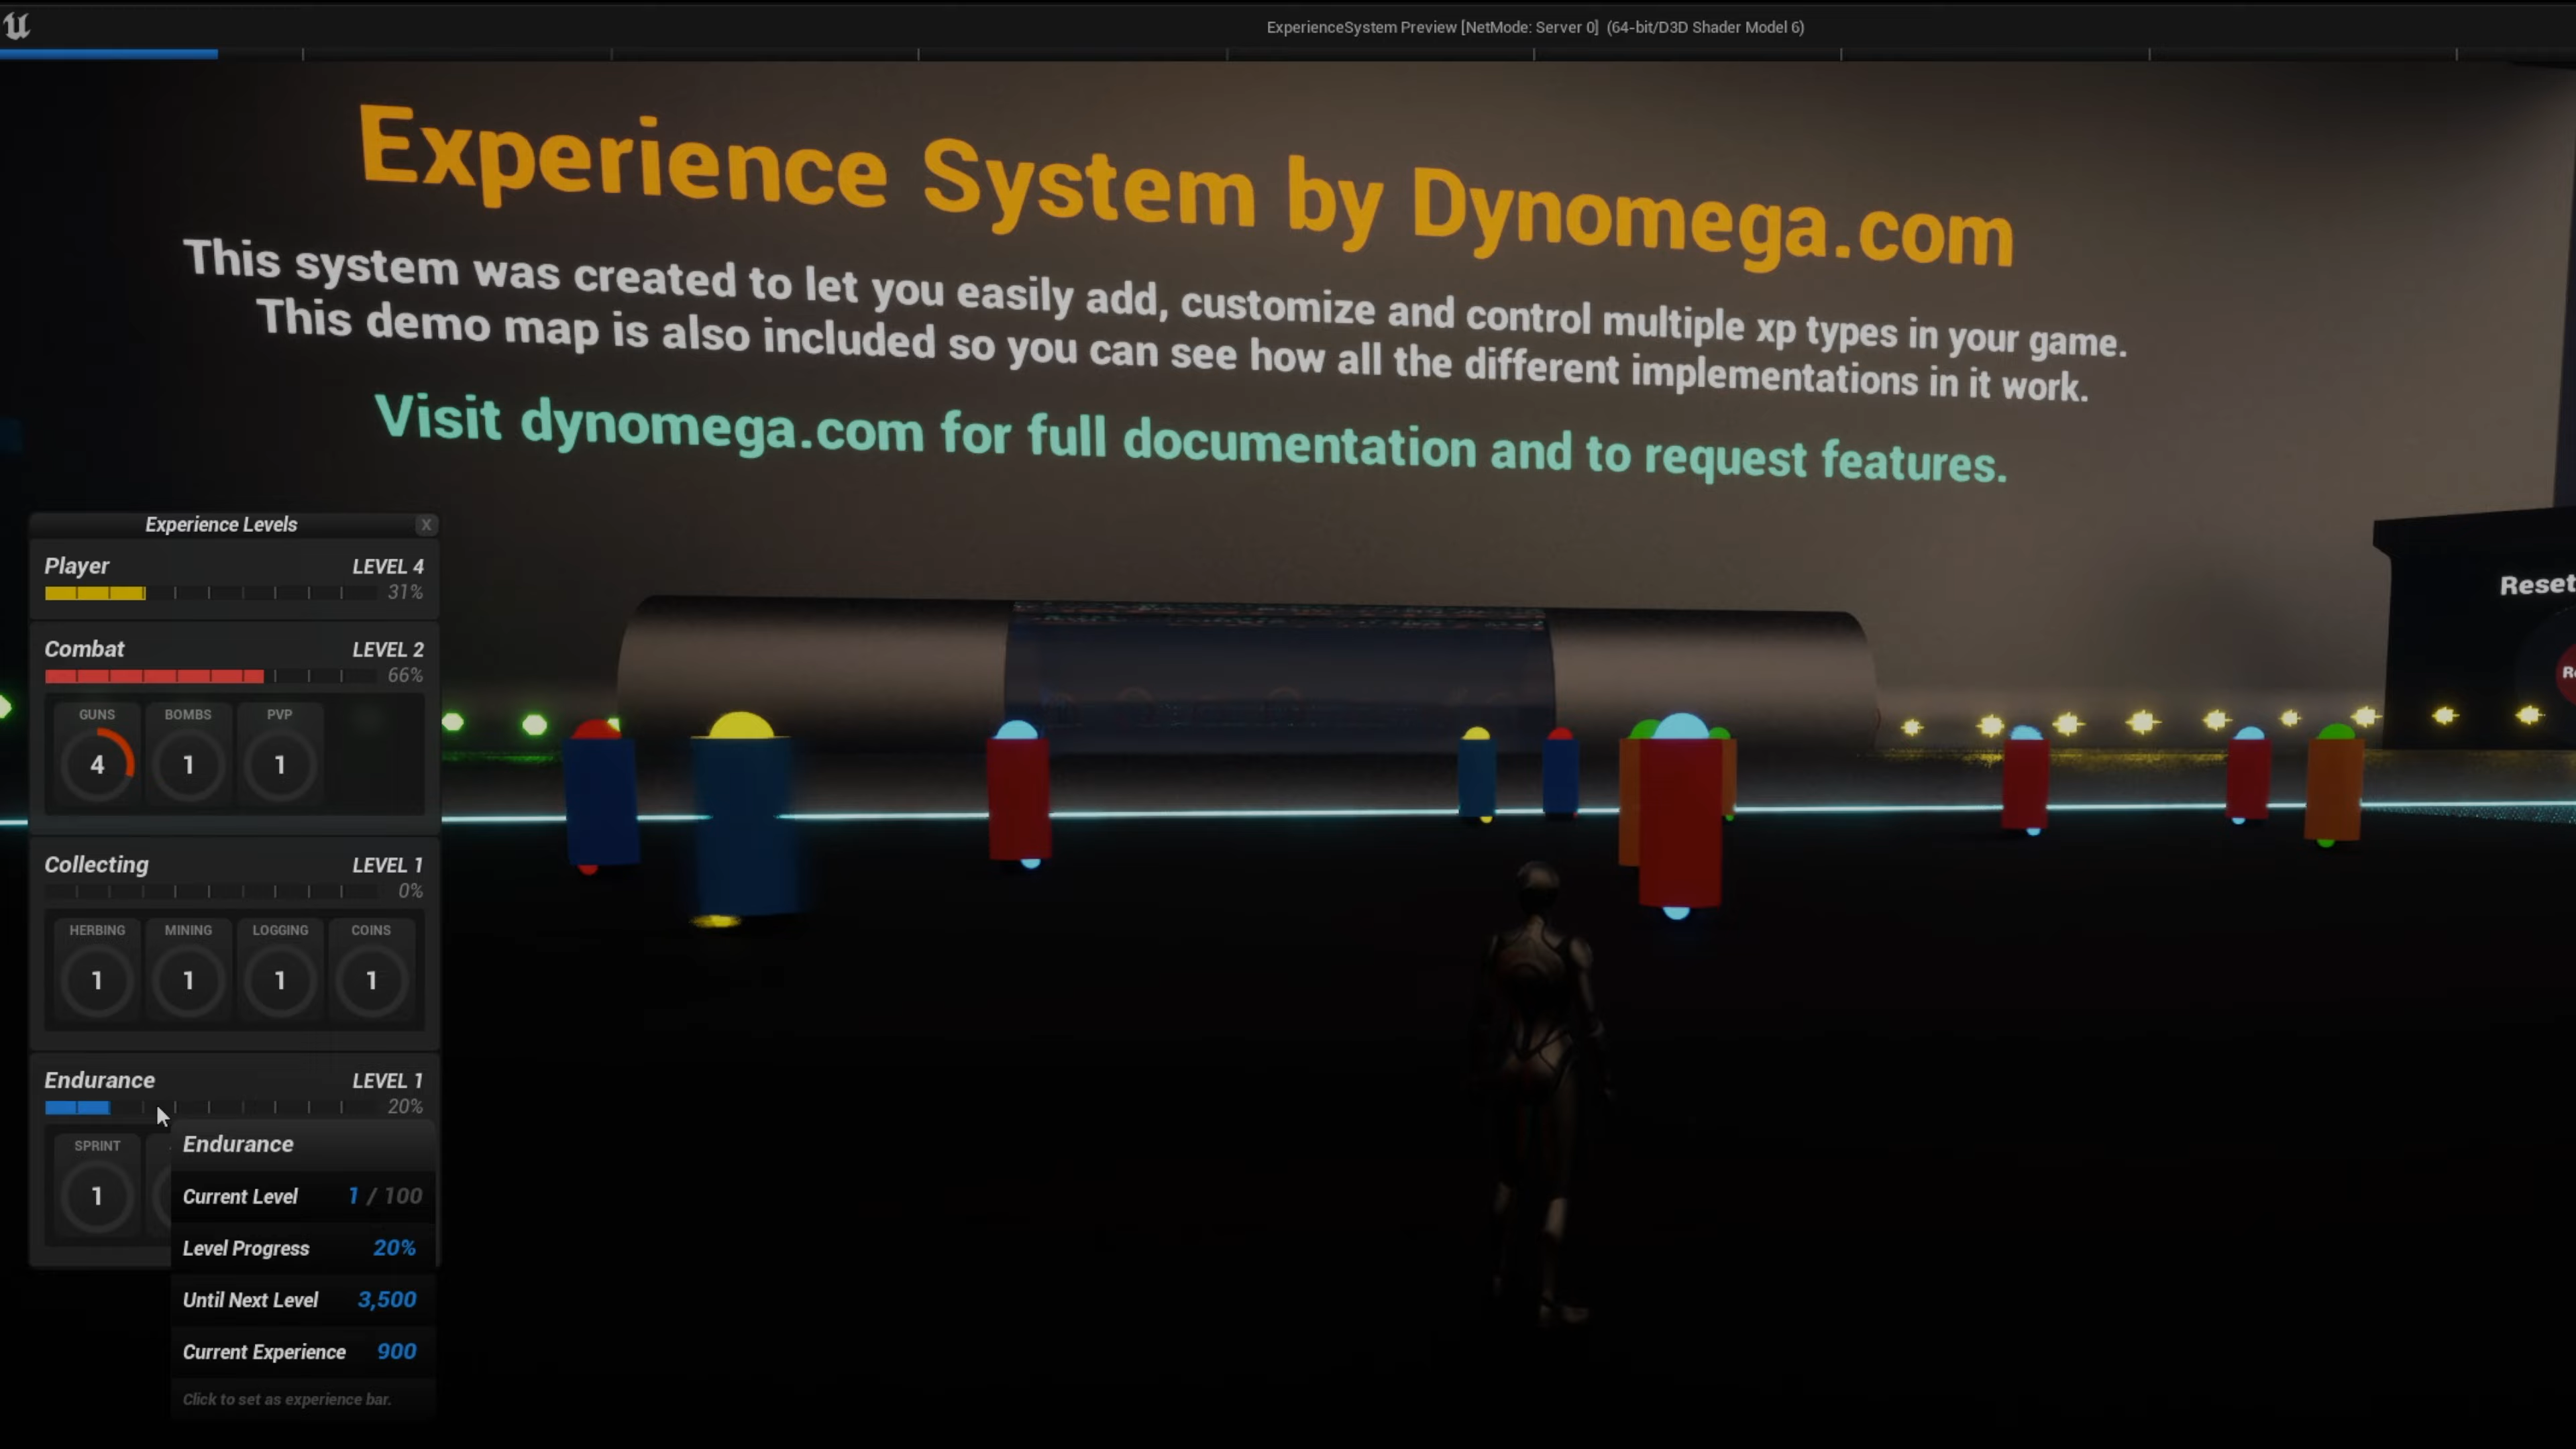 ExperienceSystem Preview [NetMode: Server 0] (64-bit/D3D Shader Model 6)
Experience System by Dynomega.com
This system was created to let you easily add, customize and control multiple xp types in your game.
This demo map is also included so you can see how all the different implementations in it work.
Visit dynomega.com for full documentation and to request features.
Reset
Experience Levels X
Player LEVEL 4
31%
Combat LEVEL 2
66%
GUNS BOMBS PVP
4 1 1
Collecting LEVEL 1
0%
HERBING MINING LOGGING COINS
1 1 1 1
Endurance LEVEL 1
20%
SPRINT
1
Endurance
Current Level 1 / 100
Level Progress 20%
Until Next Level 3,500
Current Experience 900
Click to set as experience bar.